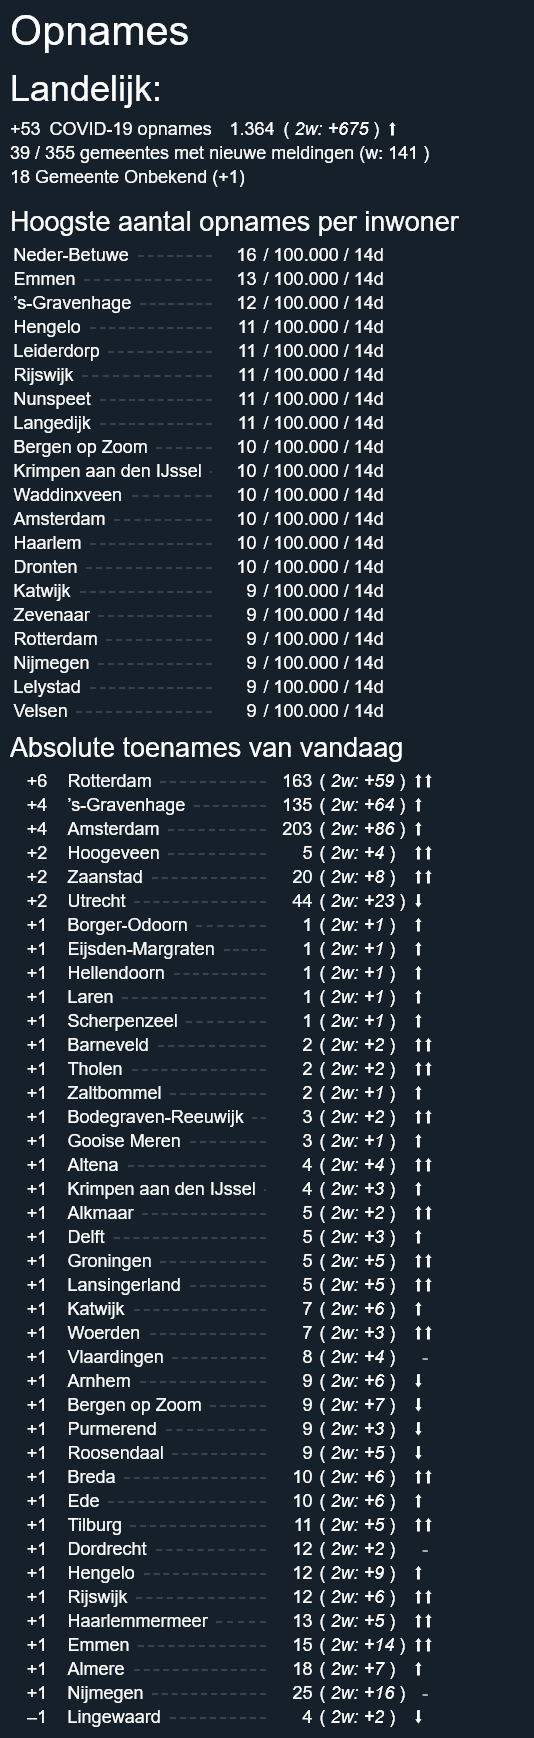 Opnames
Landelijk:
+53 COVID-19 opnames 1.364 ( 2w: +675 ) ⬆
39 / 355 gemeentes met nieuwe meldingen (w: 141 )
18 Gemeente Onbekend (+1)
Hoogste aantal opnames per inwoner
Neder-Betuwe 16 / 100.000 / 14d
Emmen 13 / 100.000 / 14d
's-Gravenhage 12 / 100.000 / 14d
Hengelo 11 / 100.000 / 14d
Leiderdorp 11 / 100.000 / 14d
Rijswijk 11 / 100.000 / 14d
Nunspeet 11 / 100.000 / 14d
Langedijk 11 / 100.000 / 14d
Bergen op Zoom 10 / 100.000 / 14d
Krimpen aan den IJssel 10 / 100.000 / 14d
Waddinxveen 10 / 100.000 / 14d
Amsterdam 10 / 100.000 / 14d
Haarlem 10 / 100.000 / 14d
Dronten 10 / 100.000 / 14d
Katwijk 9 / 100.000 / 14d
Zevenaar 9 / 100.000 / 14d
Rotterdam 9 / 100.000 / 14d
Nijmegen 9 / 100.000 / 14d
Lelystad 9 / 100.000 / 14d
Velsen 9 / 100.000 / 14d
Absolute toenames van vandaag
+6 Rotterdam 163 ( 2w: +59 ) ⬆⬆
+4 's-Gravenhage 135 ( 2w: +64 ) ⬆
+4 Amsterdam 203 ( 2w: +86 ) ⬆
+2 Hoogeveen 5 ( 2w: +4 ) ⬆⬆
+2 Zaanstad 20 ( 2w: +8 ) ⬆⬆
+2 Utrecht 44 ( 2w: +23 ) ⬇
+1 Borger-Odoorn 1 ( 2w: +1 ) ⬆
+1 Eijsden-Margraten 1 ( 2w: +1 ) ⬆
+1 Hellendoorn 1 ( 2w: +1 ) ⬆
+1 Laren 1 ( 2w: +1 ) ⬆
+1 Scherpenzeel 1 ( 2w: +1 ) ⬆
+1 Barneveld 2 ( 2w: +2 ) ⬆⬆
+1 Tholen 2 ( 2w: +2 ) ⬆⬆
+1 Zaltbommel 2 ( 2w: +1 ) ⬆
+1 Bodegraven-Reeuwijk 3 ( 2w: +2 ) ⬆⬆
+1 Gooise Meren 3 ( 2w: +1 ) ⬆
+1 Altena 4 ( 2w: +4 ) ⬆⬆
+1 Krimpen aan den IJssel 4 ( 2w: +3 ) ⬆
+1 Alkmaar 5 ( 2w: +2 ) ⬆⬆
+1 Delft 5 ( 2w: +3 ) ⬆
+1 Groningen 5 ( 2w: +5 ) ⬆⬆
+1 Lansingerland 5 ( 2w: +5 ) ⬆⬆
+1 Katwijk 7 ( 2w: +6 ) ⬆
+1 Woerden 7 ( 2w: +3 ) ⬆⬆
+1 Vlaardingen 8 ( 2w: +4 ) -
+1 Arnhem 9 ( 2w: +6 ) ⬇
+1 Bergen op Zoom 9 ( 2w: +7 ) ⬇
+1 Purmerend 9 ( 2w: +3 ) ⬇
+1 Roosendaal 9 ( 2w: +5 ) ⬇
+1 Breda 10 ( 2w: +6 ) ⬆⬆
+1 Ede 10 ( 2w: +6 ) ⬆
+1 Tilburg 11 ( 2w: +5 ) ⬆⬆
+1 Dordrecht 12 ( 2w: +2 ) -
+1 Hengelo 12 ( 2w: +9 ) ⬆
+1 Rijswijk 12 ( 2w: +6 ) ⬆⬆
+1 Haarlemmermeer 13 ( 2w: +5 ) ⬆⬆
+1 Emmen 15 ( 2w: +14 ) ⬆⬆
+1 Almere 18 ( 2w: +7 ) ⬆
+1 Nijmegen 25 ( 2w: +16 ) -
–1 Lingewaard 4 ( 2w: +2 ) ⬇